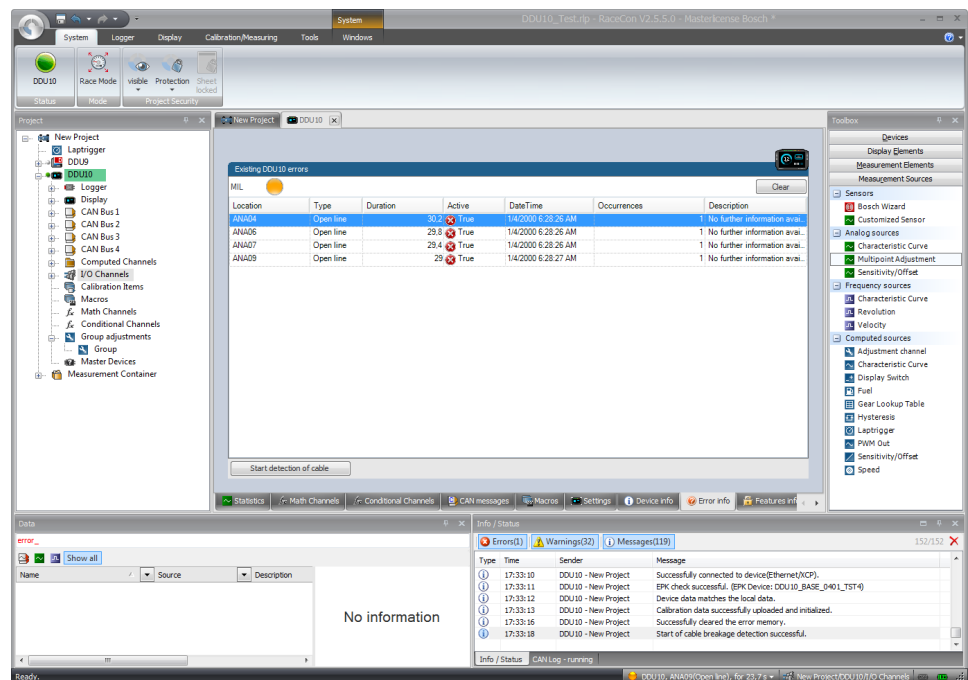 System
DDU10_Test.rip - RaceCon V2.5.5.0 - Masterlicense Bosch *
System Logger Display Calibration/Measuring Tools Windows
DDU10 Race Mode visible Protection Sheet locked
Status Mode Project Security
Project
New Project
Laptrigger
DDU9
DDU10
Logger
Display
CAN Bus 1
CAN Bus 2
CAN Bus 3
CAN Bus 4
Computed Channels
I/O Channels
Calibration Items
Macros
Math Channels
Conditional Channels
Group adjustments
Group
Master Devices
Measurement Container
New Project DDU10
Existing DDU10 errors
MIL Clear
Location Type Duration Active DateTime Occurrences Description
ANA04 Open line 30,2 True 1/4/2000 6:28:26 AM 1 No further information avai..
ANA06 Open line 29,8 True 1/4/2000 6:28:26 AM 1 No further information avai..
ANA07 Open line 29,4 True 1/4/2000 6:28:26 AM 1 No further information avai..
ANA09 Open line 29 True 1/4/2000 6:28:27 AM 1 No further information avai..
Start detection of cable
Statistics Math Channels Conditional Channels CAN messages Macros Settings Device info Error info Features inf
Toolbox
Devices
Display Elements
Measurement Elements
Measurement Sources
Sensors
Bosch Wizard
Customized Sensor
Analog sources
Characteristic Curve
Multipoint Adjustment
Sensitivity/Offset
Frequency sources
Characteristic Curve
Revolution
Velocity
Computed sources
Adjustment channel
Characteristic Curve
Display Switch
Fuel
Gear Lookup Table
Hysteresis
Laptrigger
PWM Out
Sensitivity/Offset
Speed
Data
error_
Show all
Name Source Description
No information
Info / Status
Errors(1) Warnings(32) Messages(119) 152/152
Type Time Sender Message
17:33:10 DDU10 - New Project Successfully connected to device(Ethernet/XCP).
17:33:11 DDU10 - New Project EPK check successful. (EPK Device: DDU10_BASE_0401_TST4)
17:33:12 DDU10 - New Project Device data matches the local data.
17:33:13 DDU10 - New Project Calibration data successfully uploaded and initialized.
17:33:16 DDU10 - New Project Successfully cleared the error memory.
17:33:18 DDU10 - New Project Start of cable breakage detection successful.
Info / Status CAN Log - running
Ready. DDU10, ANA09(Open line), for 23,7 s New Project/DDU10/I/O Channels